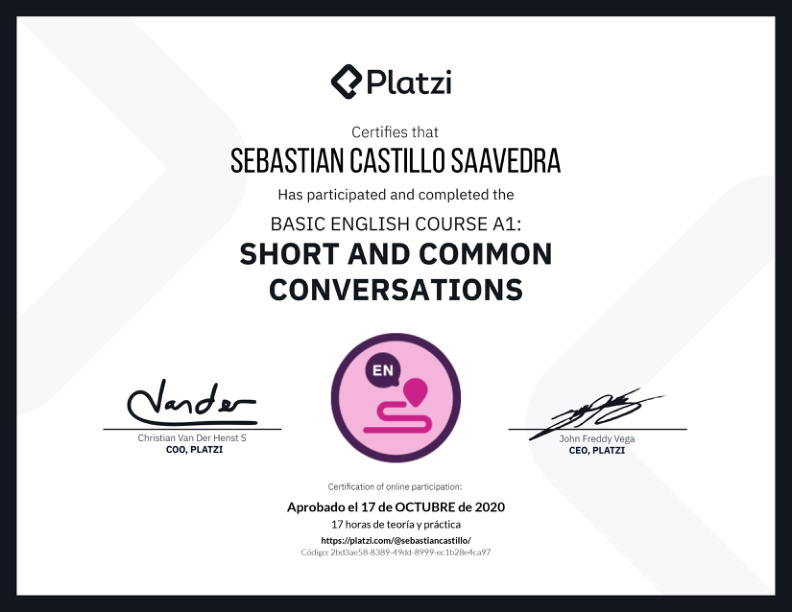 Platzi
Certifies that
SEBASTIAN CASTILLO SAAVEDRA
Has participated and completed the
BASIC ENGLISH COURSE A1:
SHORT AND COMMON
CONVERSATIONS
EN
Vander
Christian Van Der Henst S
COO, PLATZI
John Freddy Vega
CEO, PLATZI
Certification of online participation:
Aprobado el 17 de OCTUBRE de 2020
17 horas de teoría y práctica
https://platzi.com/@sebastiancastillo/
Código: 2bd3ae58-8389-49dd-8999-ec1b28e4ca97